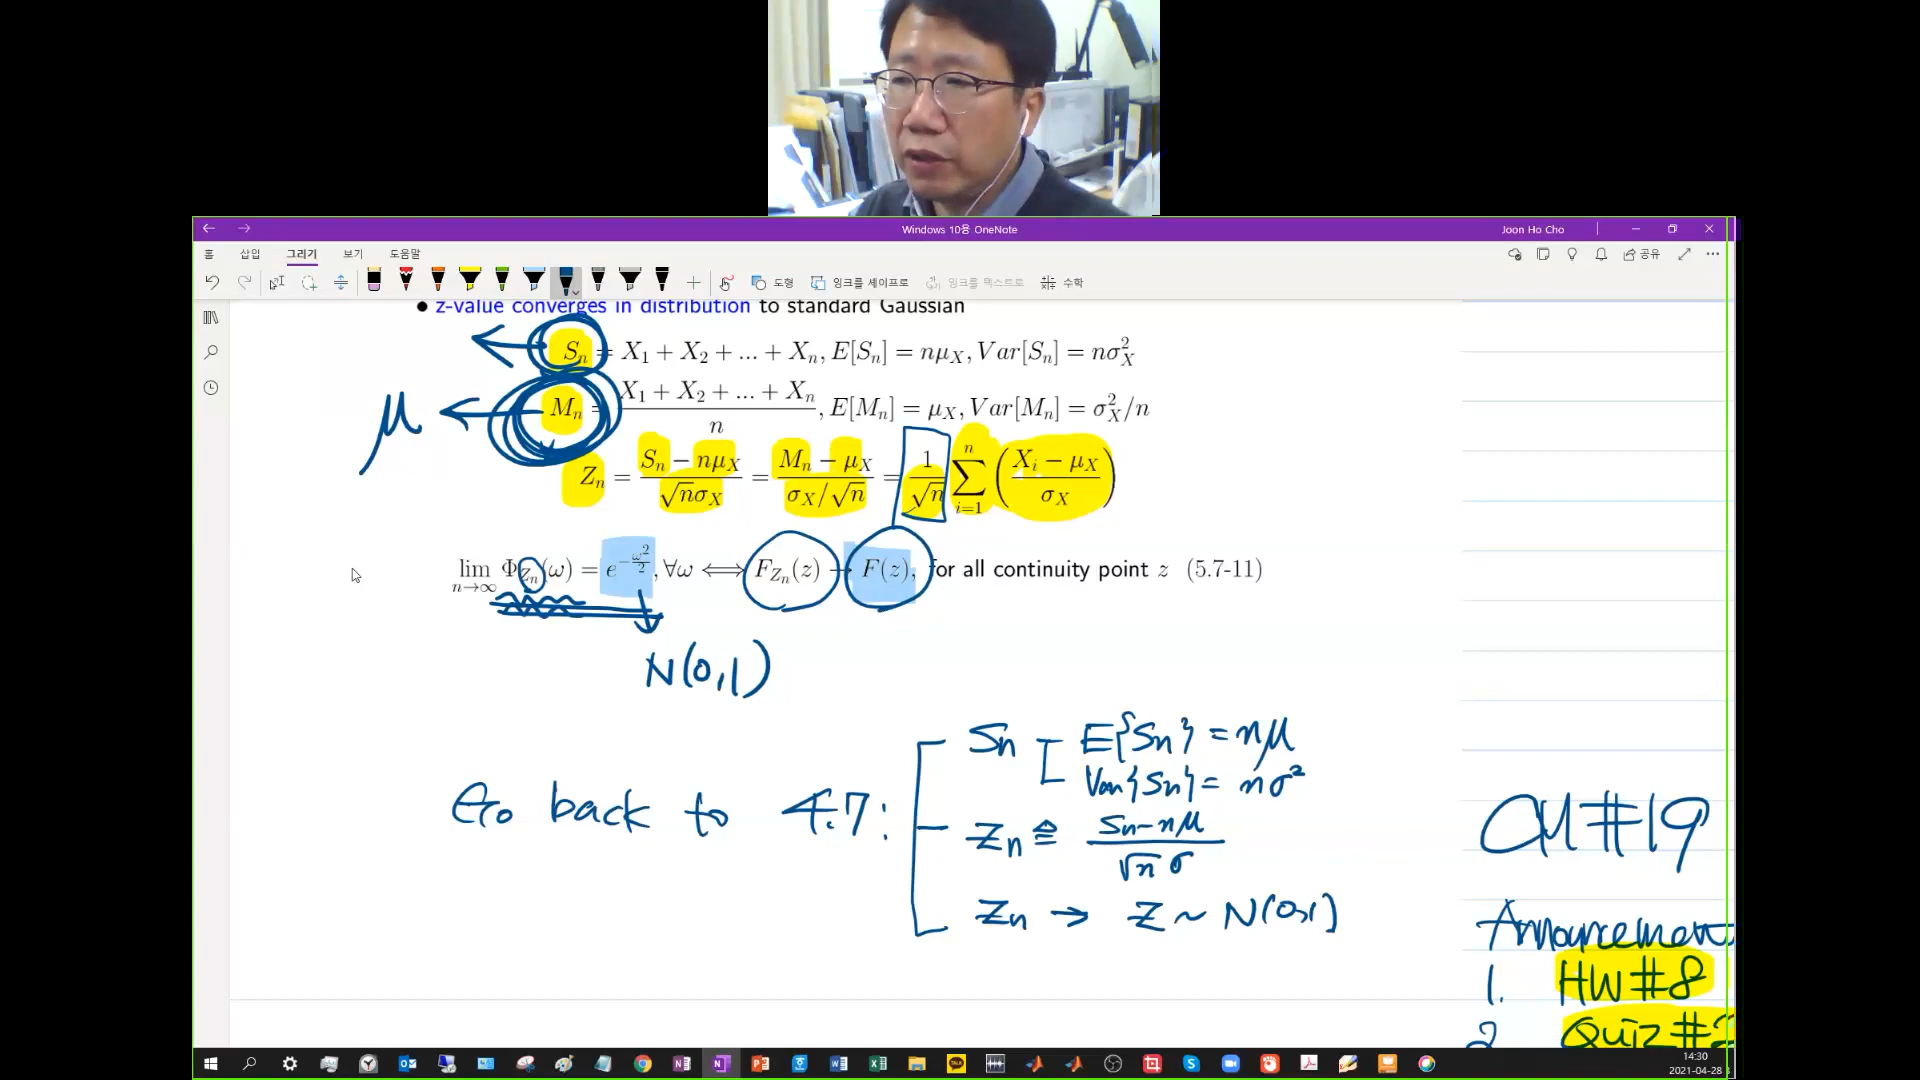 Windows 10용 OneNote
Joon Ho Cho
홈 삽입 그리기 보기 도움말
공유
도형 잉크를 셰이프로 잉크를 텍스트로 수학
• z-value converges in distribution to standard Gaussian
S_n = X_1 + X_2 + ... + X_n, E[S_n] = nμ_X, Var[S_n] = nσ_X^2
μ ← M_n = (X_1 + X_2 + ... + X_n)/n, E[M_n] = μ_X, Var[M_n] = σ_X^2/n
Z_n = (S_n − nμ_X)/(√n σ_X) = (M_n − μ_X)/(σ_X/√n) = 1/√n ∑_{i=1}^{n} ((X_i − μ_X)/σ_X)
lim_{n→∞} Φ_{Z_n}(ω) = e^{−ω^2/2}, ∀ω ⟺ F_{Z_n}(z) → F(z), for all continuity point z (5.7-11)
N(0,1)
Sn E{Sn} = nμ
Var{Sn} = nσ²
Go back to 4.7:
Zn ≙ (Sn−nμ)/(√n σ)
Zn → Z ~ N(0,1)
#19
Announcement
1. HW#8
2 Quiz #2
14:30
2021-04-28